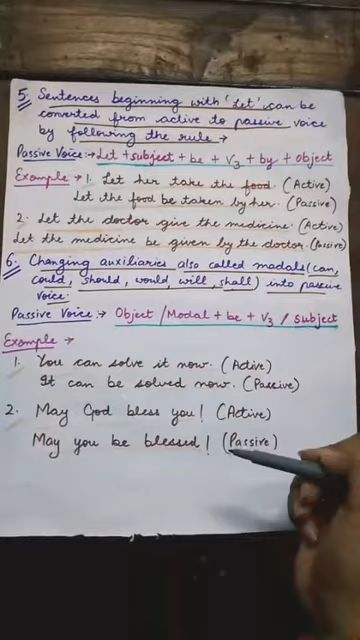 5. Sentences beginning with 'Let' can be
converted from active to passive voice
by following the rule →
Passive Voice:→ Let + subject + be + V3 + by + object
Example → 1. Let her take the food (Active)
Let the food be taken by her. (Passive)
2. Let the doctor give the medicine. (Active)
Let the medicine be given by the doctor. (Passive)
6. Changing auxiliaries also called madals (can,
could, should, would, will, shall) into passive
voice:
Passive Voice :→ Object / Modal + be + V3 / subject
Example →
1. You can solve it now. (Active)
It can be solved now. (Passive)
2. May God bless you! (Active)
May you be blessed! (Passive)